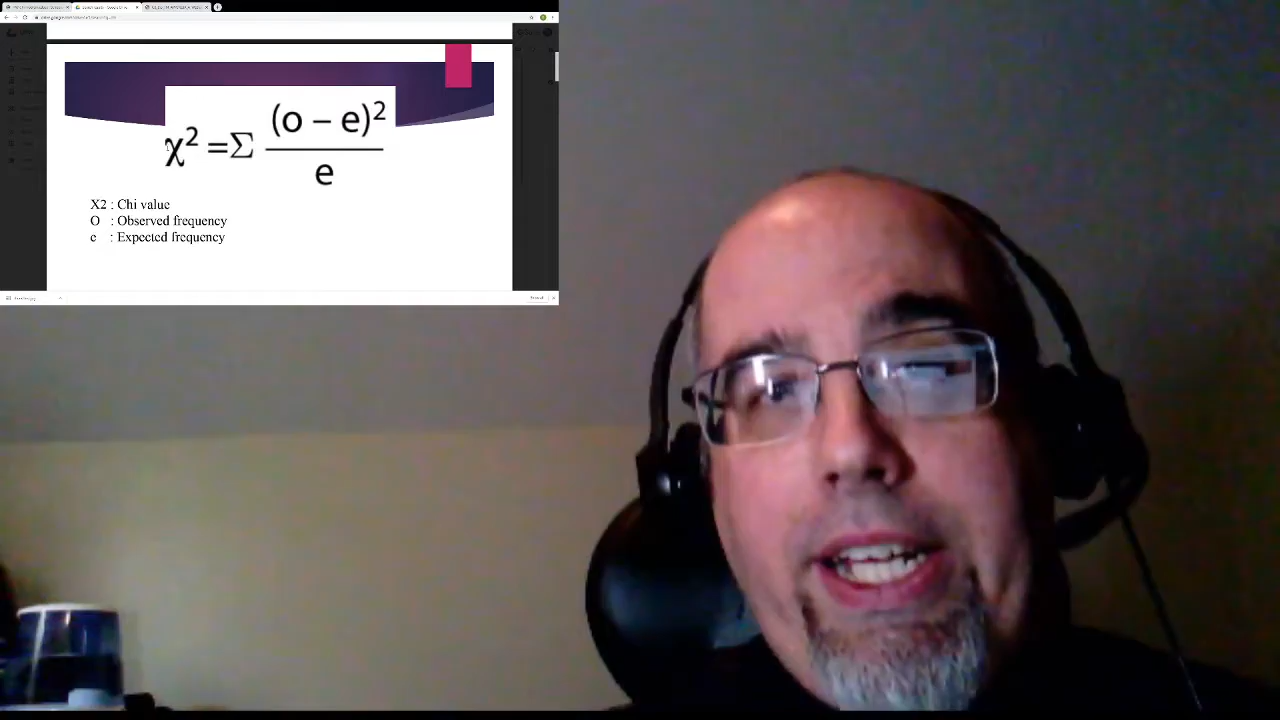 χ² = Σ (o – e)² / e
X2 : Chi value
O : Observed frequency
e : Expected frequency